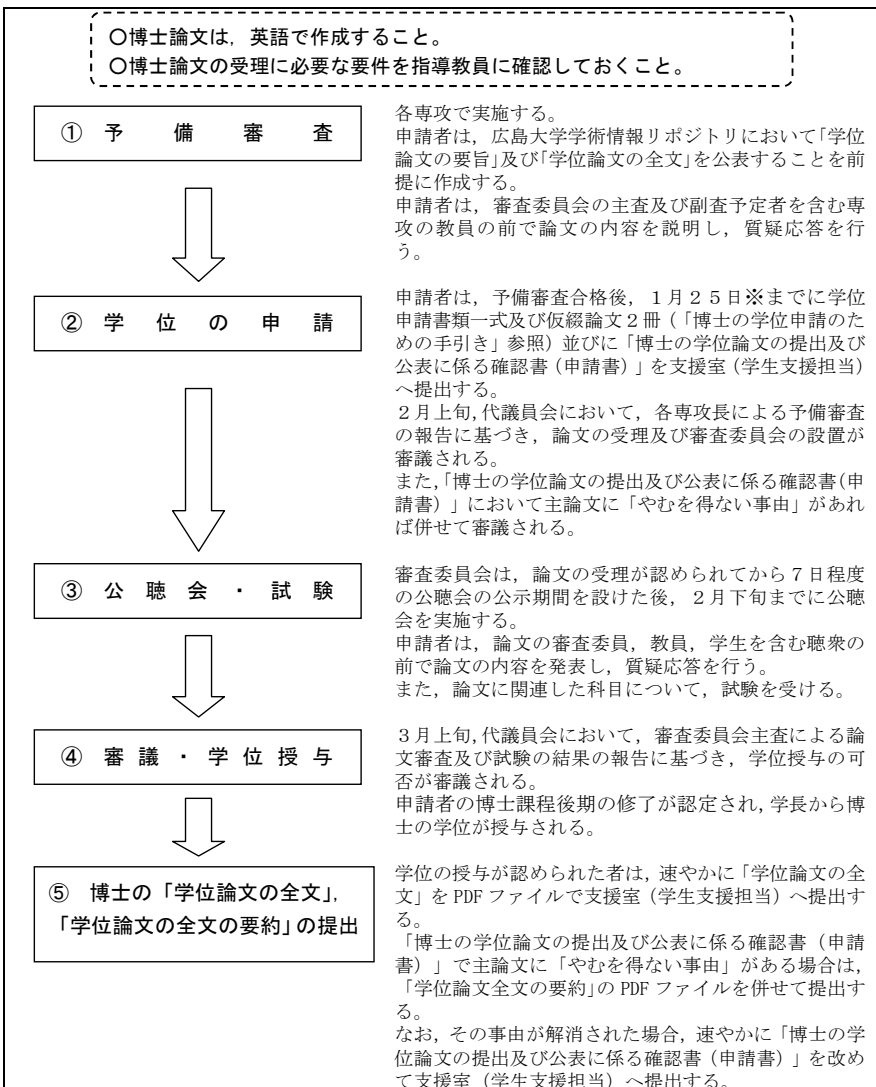 〇博士論文は，英語で作成すること。
〇博士論文の受理に必要な要件を指導教員に確認しておくこと。
① 予備審査
各専攻で実施する。
申請者は，広島大学学術情報リポジトリにおいて「学位
論文の要旨」及び「学位論文の全文」を公表することを前
提に作成する。
申請者は，審査委員会の主査及び副査予定者を含む専
攻の教員の前で論文の内容を説明し，質疑応答を行
う。
② 学位の申請
申請者は，予備審査合格後，１月２５日※までに学位
申請書類一式及び仮綴論文２冊（「博士の学位申請のた
めの手引き」参照）並びに「博士の学位論文の提出及び
公表に係る確認書（申請書）」を支援室（学生支援担当）
へ提出する。
２月上旬，代議員会において，各専攻長による予備審査
の報告に基づき，論文の受理及び審査委員会の設置が
審議される。
また，「博士の学位論文の提出及び公表に係る確認書（申
請書）」において主論文に「やむを得ない事由」があれ
ば併せて審議される。
③ 公聴会・試験
審査委員会は，論文の受理が認められてから７日程度
の公聴会の公示期間を設けた後，２月下旬までに公聴
会を実施する。
申請者は，論文の審査委員，教員，学生を含む聴衆の
前で論文の内容を発表し，質疑応答を行う。
また，論文に関連した科目について，試験を受ける。
④ 審議・学位授与
３月上旬，代議員会において，審査委員会主査による論
文審査及び試験の結果の報告に基づき，学位授与の可
否が審議される。
申請者の博士課程後期の修了が認定され，学長から博
士の学位が授与される。
⑤ 博士の「学位論文の全文」，
「学位論文の全文の要約」の提出
学位の授与が認められた者は，速やかに「学位論文の全
文」を PDF ファイルで支援室（学生支援担当）へ提出す
る。
「博士の学位論文の提出及び公表に係る確認書（申請
書）」で主論文に「やむを得ない事由」がある場合は，
「学位論文全文の要約」の PDF ファイルを併せて提出す
る。
なお，その事由が解消された場合，速やかに「博士の学
位論文の提出及び公表に係る確認書（申請書）」を改め
て支援室（学生支援担当）へ提出する。